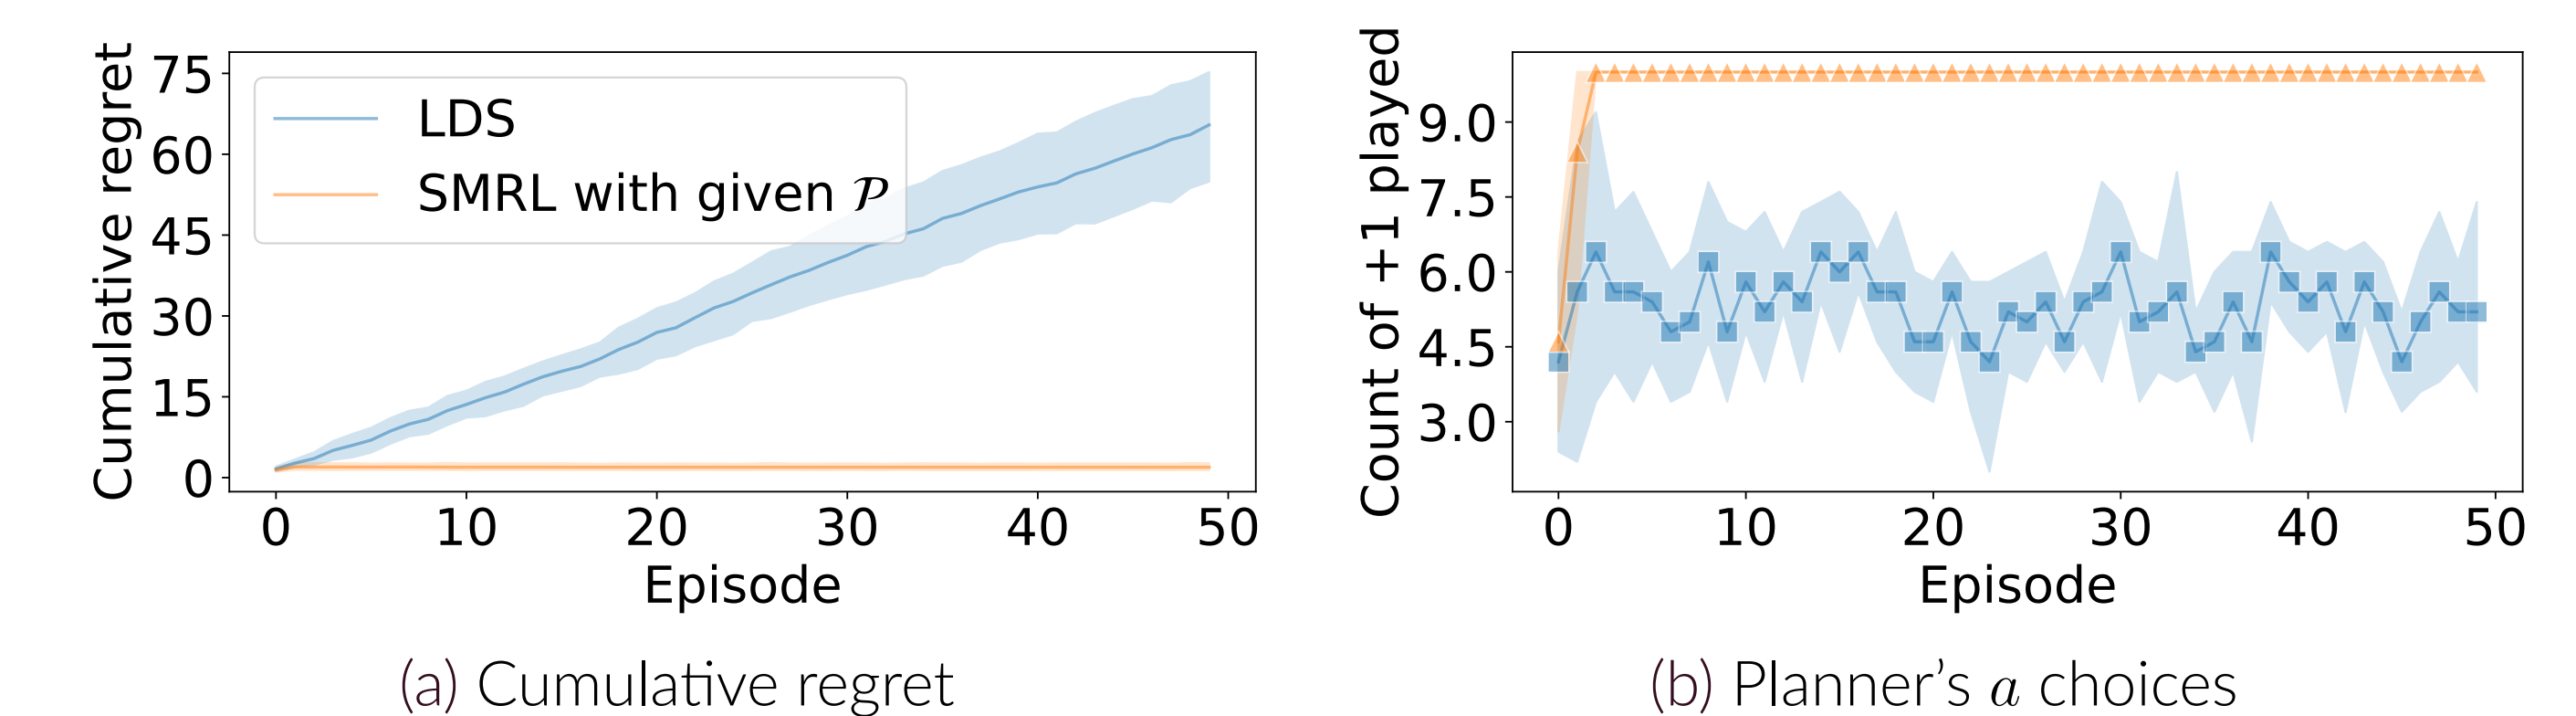 Cumulative regret
75
60
45
30
15
0
LDS
SMRL with given 𝒫
0 10 20 30 40 50
Episode
(a) Cumulative regret
Count of +1 played
9.0
7.5
6.0
4.5
3.0
0 10 20 30 40 50
Episode
(b) Planner’s a choices